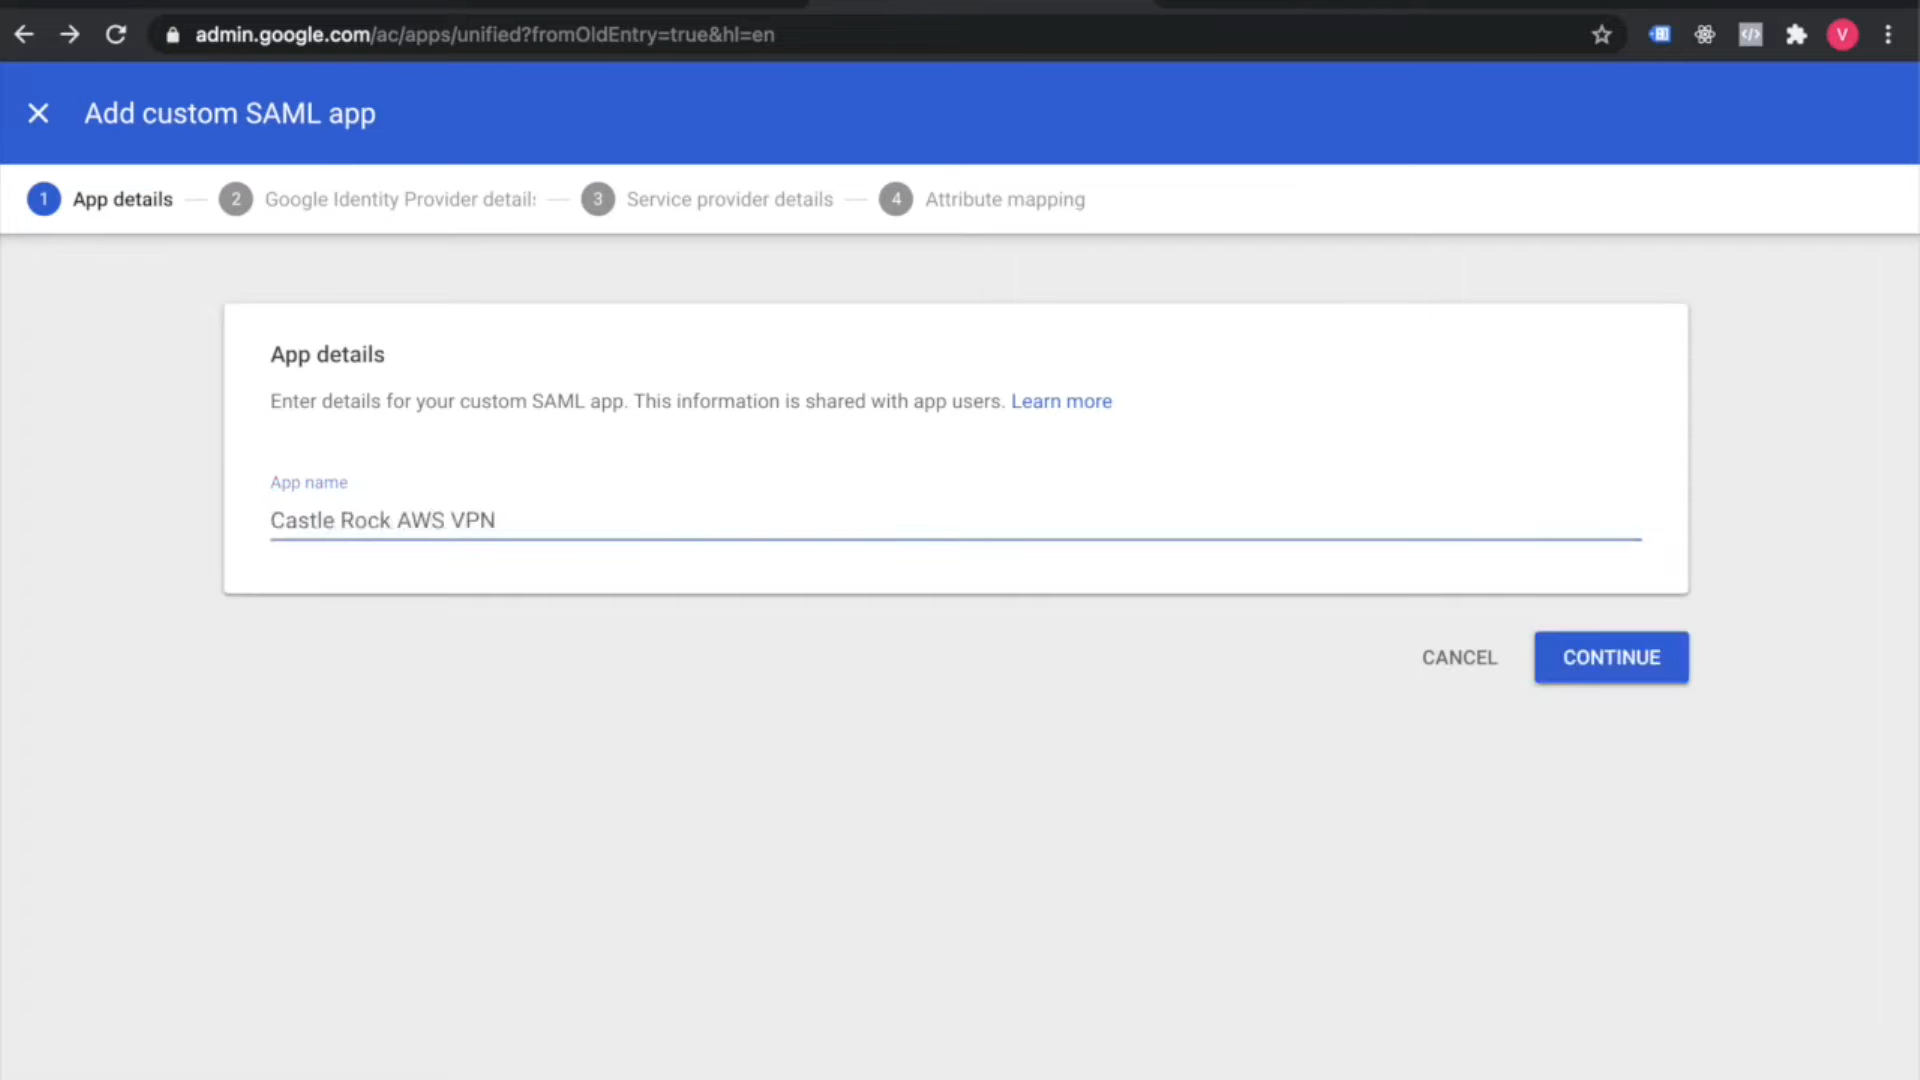 admin.google.com/ac/apps/unified?fromOldEntry=true&hl=en
V
Add custom SAML app
1 App details
2 Google Identity Provider details
3 Service provider details
4 Attribute mapping
App details
Enter details for your custom SAML app. This information is shared with app users. Learn more
App name
Castle Rock AWS VPN
CANCEL
CONTINUE